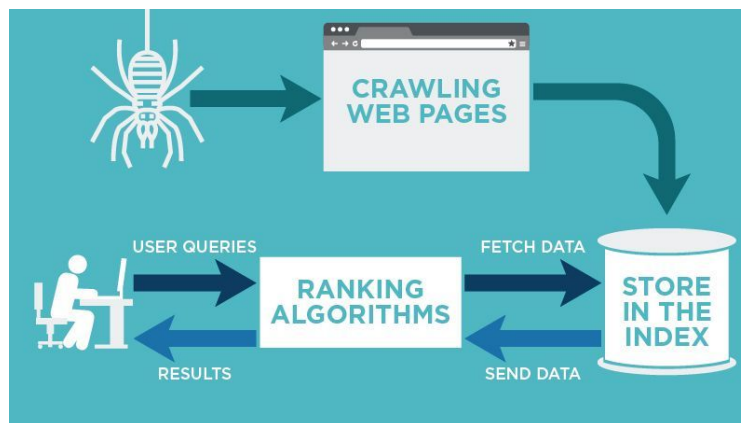 CRAWLING
WEB PAGES
USER QUERIES
FETCH DATA
RANKING
ALGORITHMS
STORE
IN THE
INDEX
RESULTS
SEND DATA